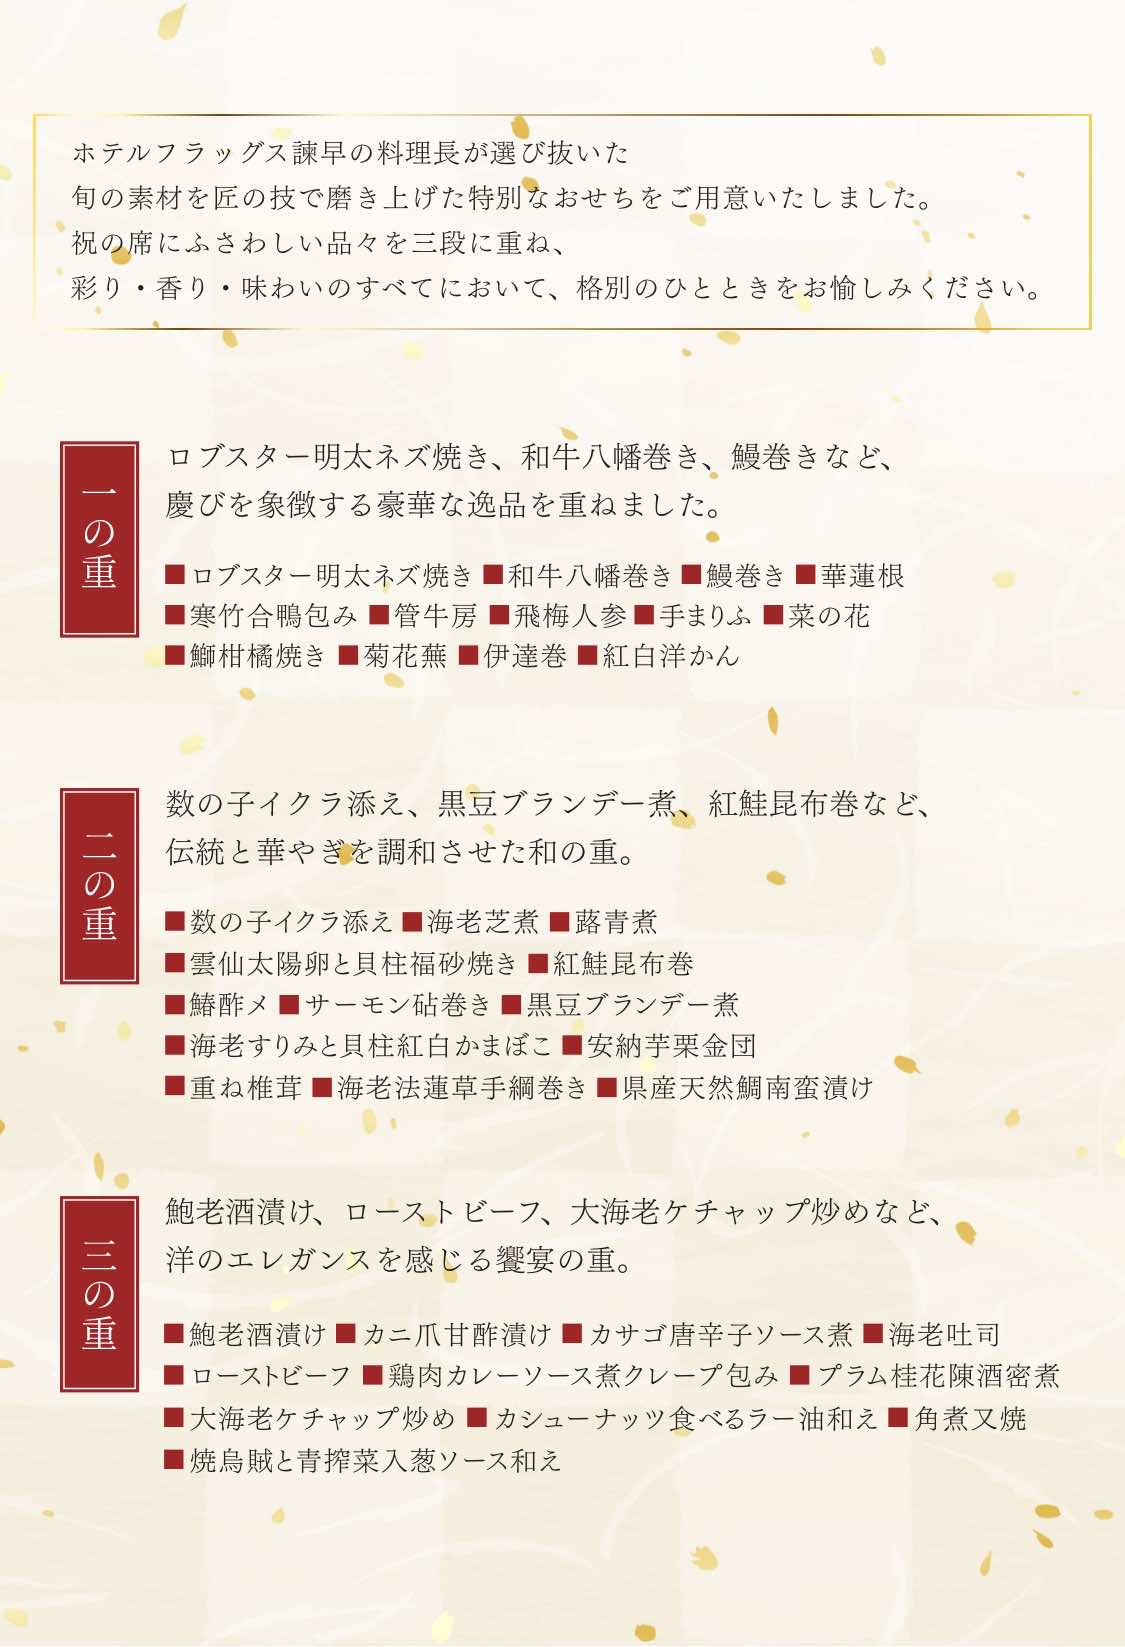 ホテルフラッグス諫早の料理長が選び抜いた
旬の素材を匠の技で磨き上げた特別なおせちをご用意いたしました。
祝の席にふさわしい品々を三段に重ね、
彩り・香り・味わいのすべてにおいて、格別のひとときをお愉しみください。
一の重
ロブスター明太ネズ焼き、和牛八幡巻き、鰻巻きなど、
慶びを象徴する豪華な逸品を重ねました。
■ロブスター明太ネズ焼き ■和牛八幡巻き ■鰻巻き ■華蓮根
■寒竹合鴨包み ■管牛房 ■飛梅人参 ■手まりふ ■菜の花
■鰤柑橘焼き ■菊花蕪 ■伊達巻 ■紅白洋かん
二の重
数の子イクラ添え、黒豆ブランデー煮、紅鮭昆布巻など、
伝統と華やぎを調和させた和の重。
■数の子イクラ添え ■海老芝煮 ■蕗青煮
■雲仙太陽卵と貝柱福砂焼き ■紅鮭昆布巻
■鰆酢〆 ■サーモン砧巻き ■黒豆ブランデー煮
■海老すりみと貝柱紅白かまぼこ ■安納芋栗金団
■重ね椎茸 ■海老法蓮草手綱巻き ■県産天然鯛南蛮漬け
三の重
鮑老酒漬け、ローストビーフ、大海老ケチャップ炒めなど、
洋のエレガンスを感じる饗宴の重。
■鮑老酒漬け ■カニ爪甘酢漬け ■カサゴ唐辛子ソース煮 ■海老吐司
■ローストビーフ ■鶏肉カレーソース煮クレープ包み ■プラム桂花陳酒密煮
■大海老ケチャップ炒め ■カシューナッツ食べるラー油和え ■角煮又焼
■焼烏賊と青搾菜入葱ソース和え